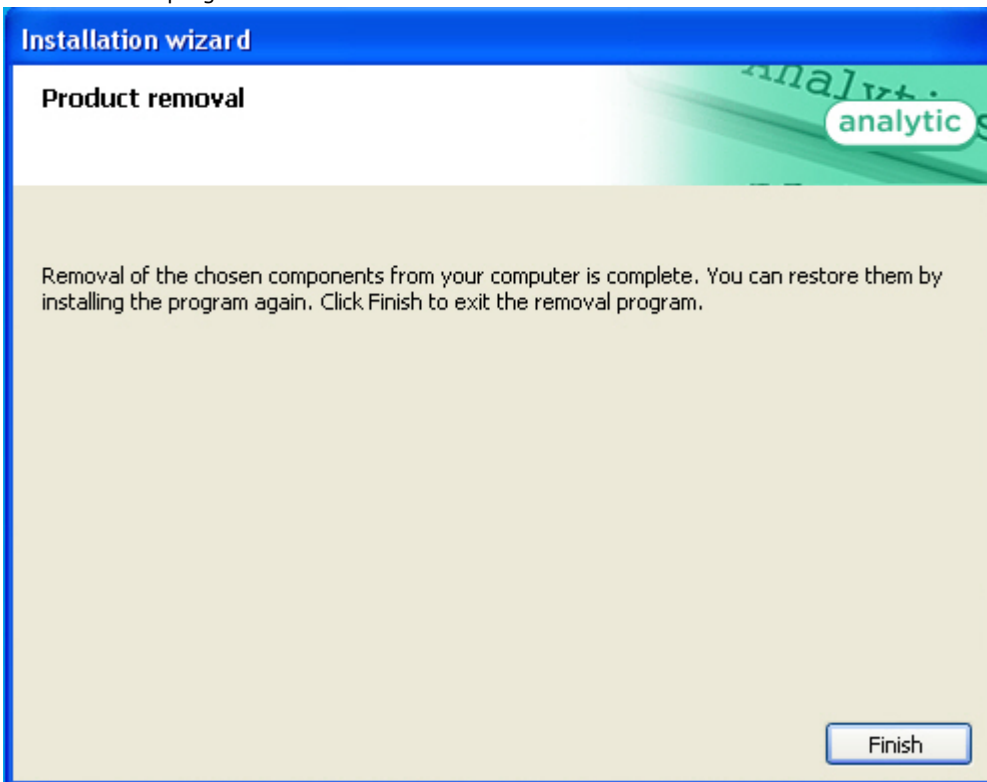 Installation wizard
Product removal
analytic
Removal of the chosen components from your computer is complete. You can restore them by
installing the program again. Click Finish to exit the removal program.
Finish